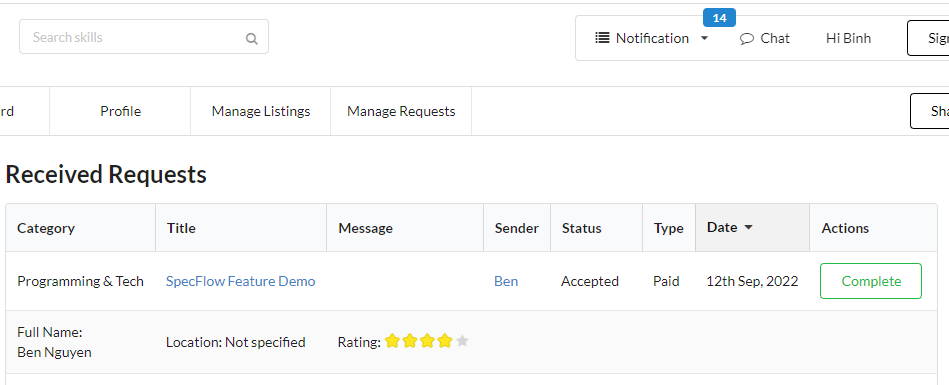 14
Search skills
Notification
Chat
Hi Binh
Sig
rd
Profile
Manage Listings
Manage Requests
Sha
Received Requests
Category Title Message Sender Status Type Date Actions
Programming & Tech SpecFlow Feature Demo Ben Accepted Paid 12th Sep, 2022 Complete
Full Name:
Ben Nguyen
Location: Not specified
Rating: